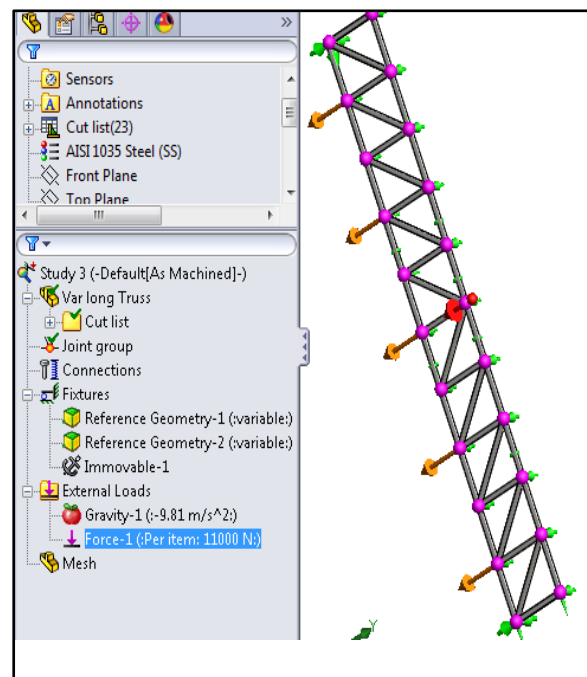 Sensors
Annotations
Cut list(23)
AISI 1035 Steel (SS)
Front Plane
Top Plane
Study 3 (-Default[As Machined]-)
Var long Truss
Cut list
Joint group
Connections
Fixtures
Reference Geometry-1 (:variable:)
Reference Geometry-2 (:variable:)
Immovable-1
External Loads
Gravity-1 (:-9.81 m/s^2:)
Force-1 (:Per item: 11000 N:)
Mesh
Y